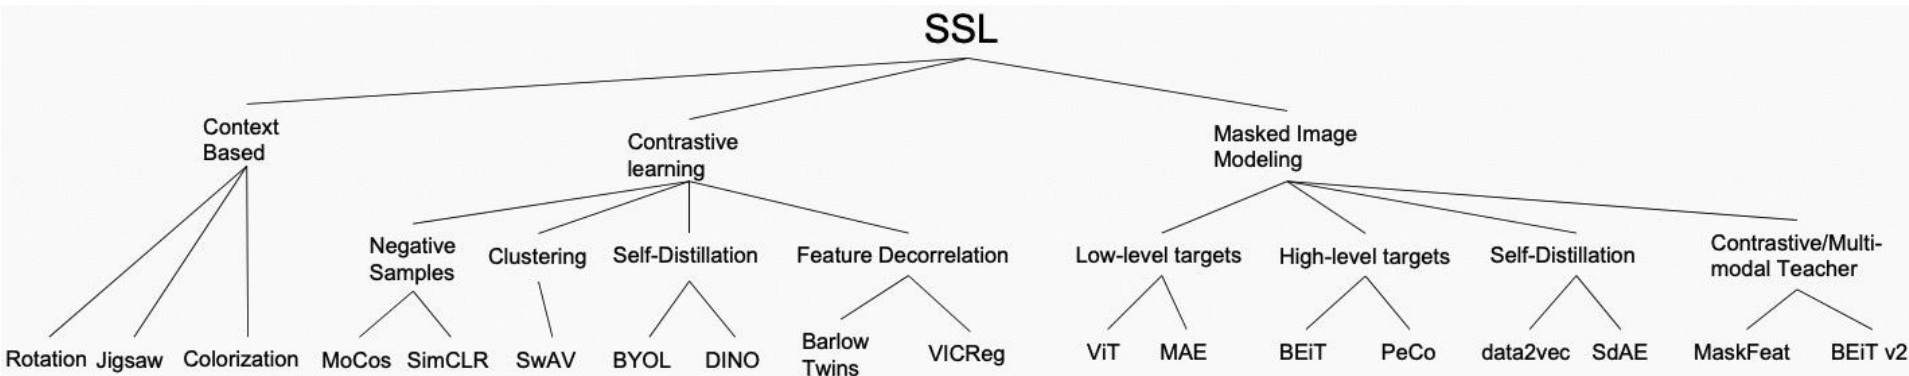 SSL
Context
Based
Contrastive
learning
Masked Image
Modeling
Negative
Samples
Clustering
Self-Distillation
Feature Decorrelation
Low-level targets
High-level targets
Self-Distillation
Contrastive/Multi-
modal Teacher
Rotation
Jigsaw
Colorization
MoCos
SimCLR
SwAV
BYOL
DINO
Barlow
Twins
VICReg
ViT
MAE
BEiT
PeCo
data2vec
SdAE
MaskFeat
BEiT v2